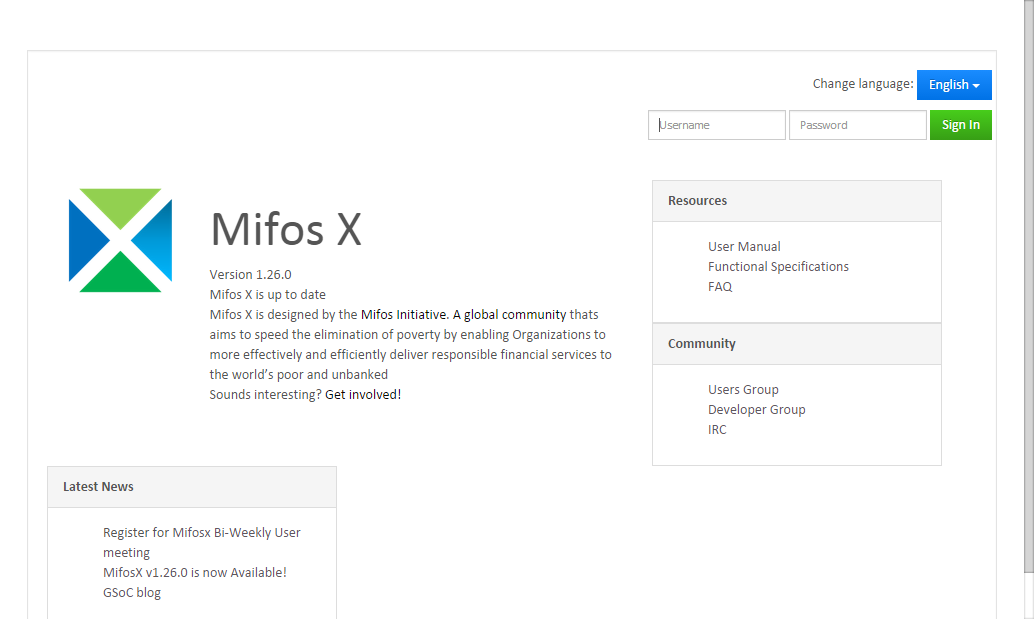 Change language: English
Username Password Sign In
Mifos X
Version 1.26.0
Mifos X is up to date
Mifos X is designed by the Mifos Initiative. A global community thats
aims to speed the elimination of poverty by enabling Organizations to
more effectively and efficiently deliver responsible financial services to
the world’s poor and unbanked
Sounds interesting? Get involved!
Resources
User Manual
Functional Specifications
FAQ
Community
Users Group
Developer Group
IRC
Latest News
Register for Mifosx Bi-Weekly User
meeting
MifosX v1.26.0 is now Available!
GSoC blog